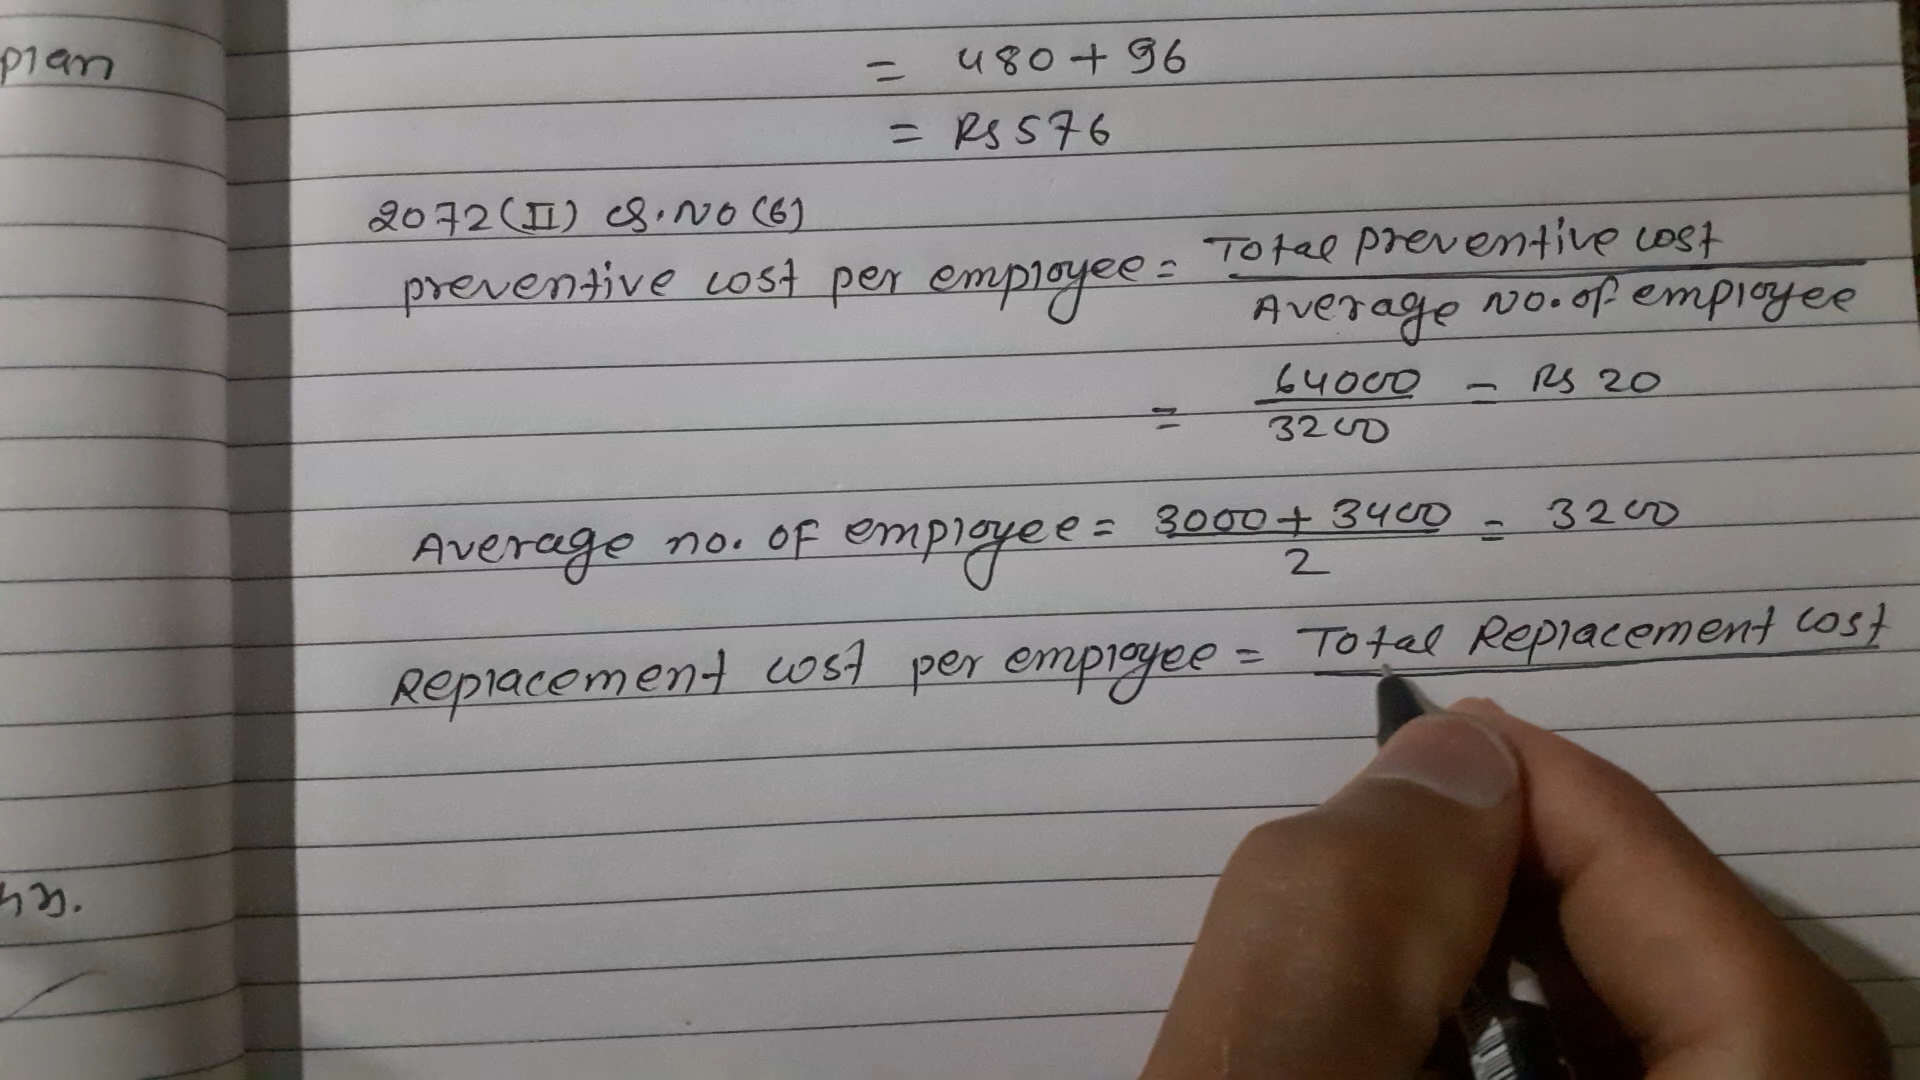 plan
= 480 + 96
= Rs 576
2072 (II) Q.NO (6)
preventive cost per employee = Total preventive cost
Average NO. of employee
= 64000 = Rs 20
3200
Average no. of employee = 3000 + 3400 = 3200
2
Replacement cost per employee = Total Replacement cost